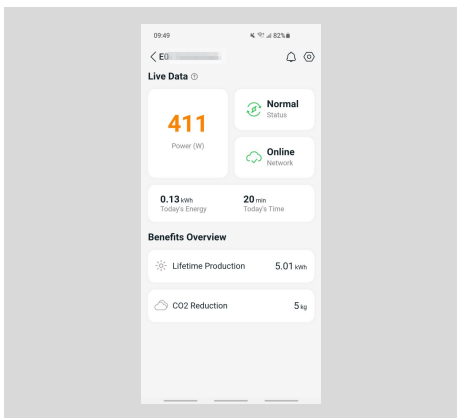 09:49 82%
E0
Live Data
411
Power (W)
Normal
Status
Online
Network
0.13 kWh
Today's Energy
20 min
Today's Time
Benefits Overview
Lifetime Production 5.01 kWh
CO2 Reduction 5 kg